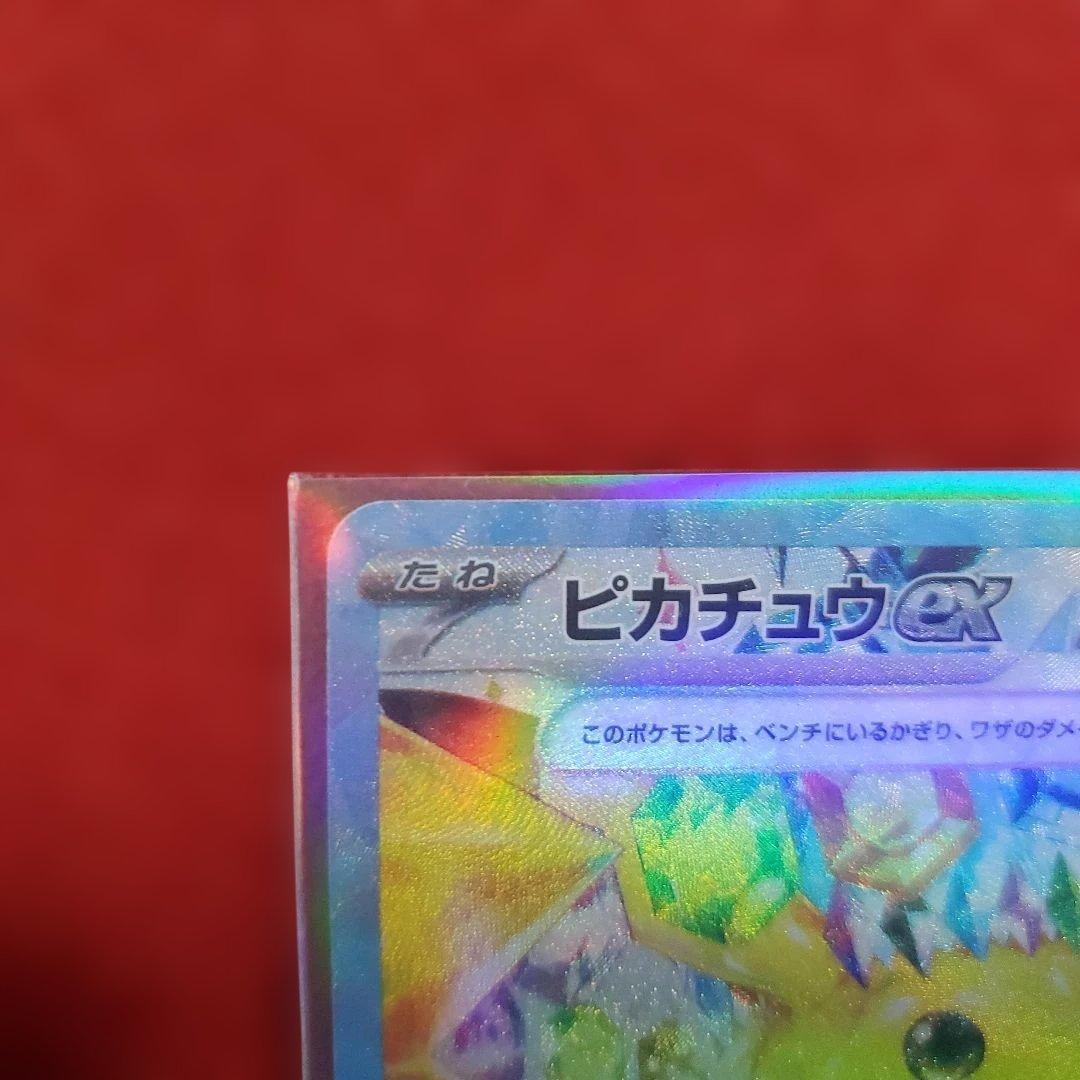 たね
ピカチュウex
このポケモンは、ベンチにいるかぎり、ワザのダメ